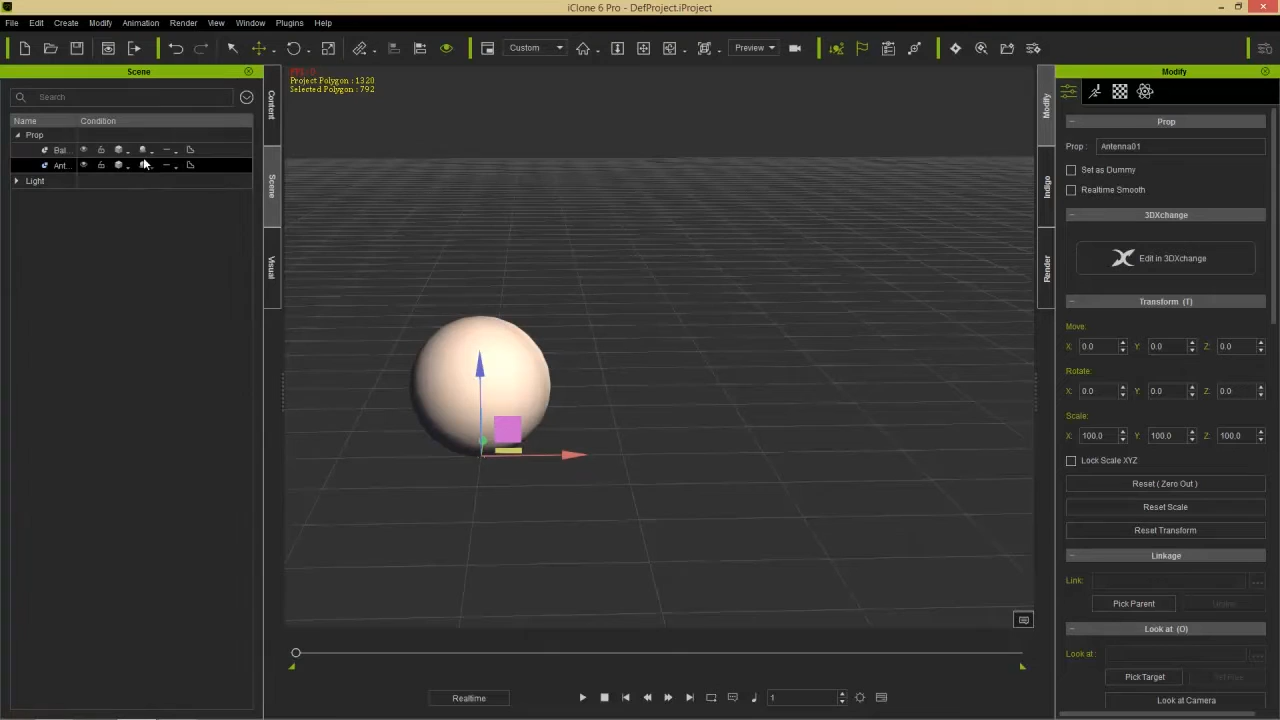 iClone 6 Pro - DefProject.iProject
File Edit Create Modify Animation Render View Window Plugins Help
Custom
Preview
Scene
Search
Name Condition
Prop
Bal...
Ant...
Light
Content
Scene
Visual
Project Polygon : 1320
Selected Polygon : 792
Realtime
1
Modify
Indigo
Render
Modify
Prop
Prop : Antenna01
Set as Dummy
Realtime Smooth
3DXchange
Edit in 3DXchange
Transform (T)
Move:
X: 0.0 Y: 0.0 Z: 0.0
Rotate:
X: 0.0 Y: 0.0 Z: 0.0
Scale:
X: 100.0 Y: 100.0 Z: 100.0
Lock Scale XYZ
Reset ( Zero Out )
Reset Scale
Reset Transform
Linkage
Link:
Pick Parent
Look at (O)
Look at :
Pick Target
Look at Camera